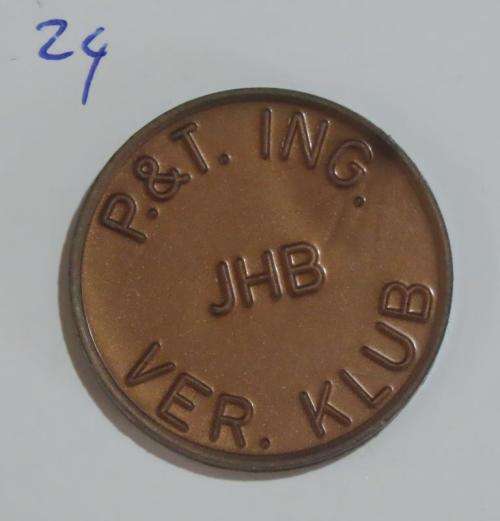 24
P.&T. ING.
JHB
VER. KLUB